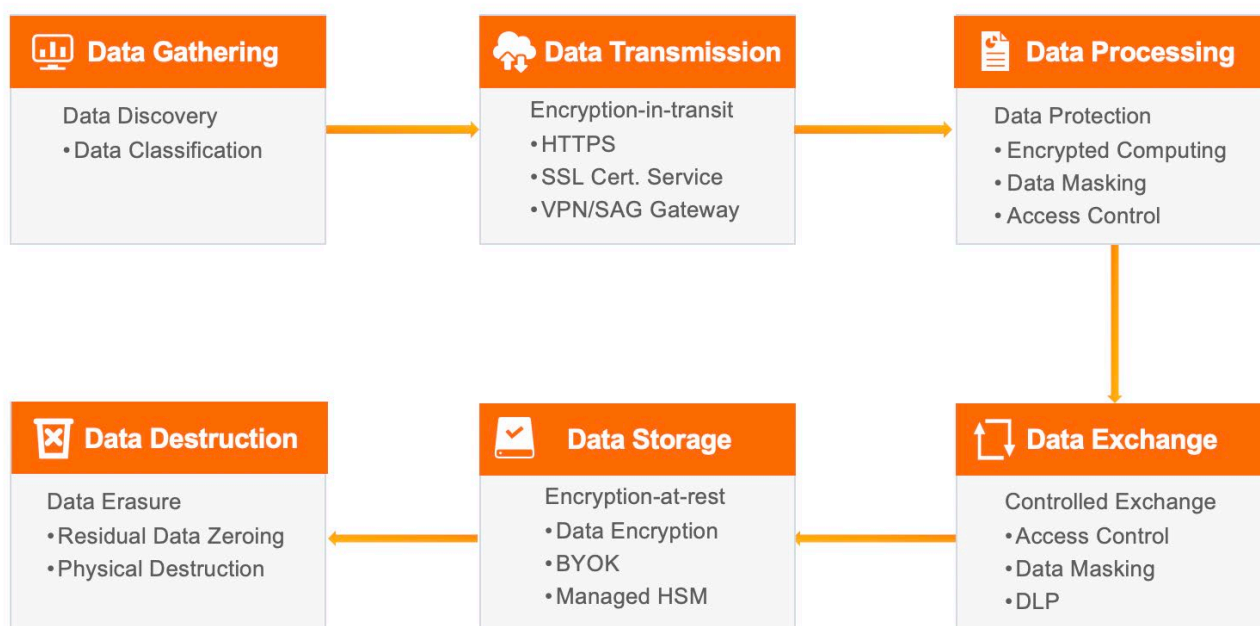 Data Gathering
Data Discovery
•Data Classification
Data Transmission
Encryption-in-transit
•HTTPS
•SSL Cert. Service
•VPN/SAG Gateway
Data Processing
Data Protection
• Encrypted Computing
• Data Masking
• Access Control
Data Exchange
Controlled Exchange
•Access Control
•Data Masking
•DLP
Data Storage
Encryption-at-rest
•Data Encryption
•BYOK
•Managed HSM
Data Destruction
Data Erasure
•Residual Data Zeroing
•Physical Destruction